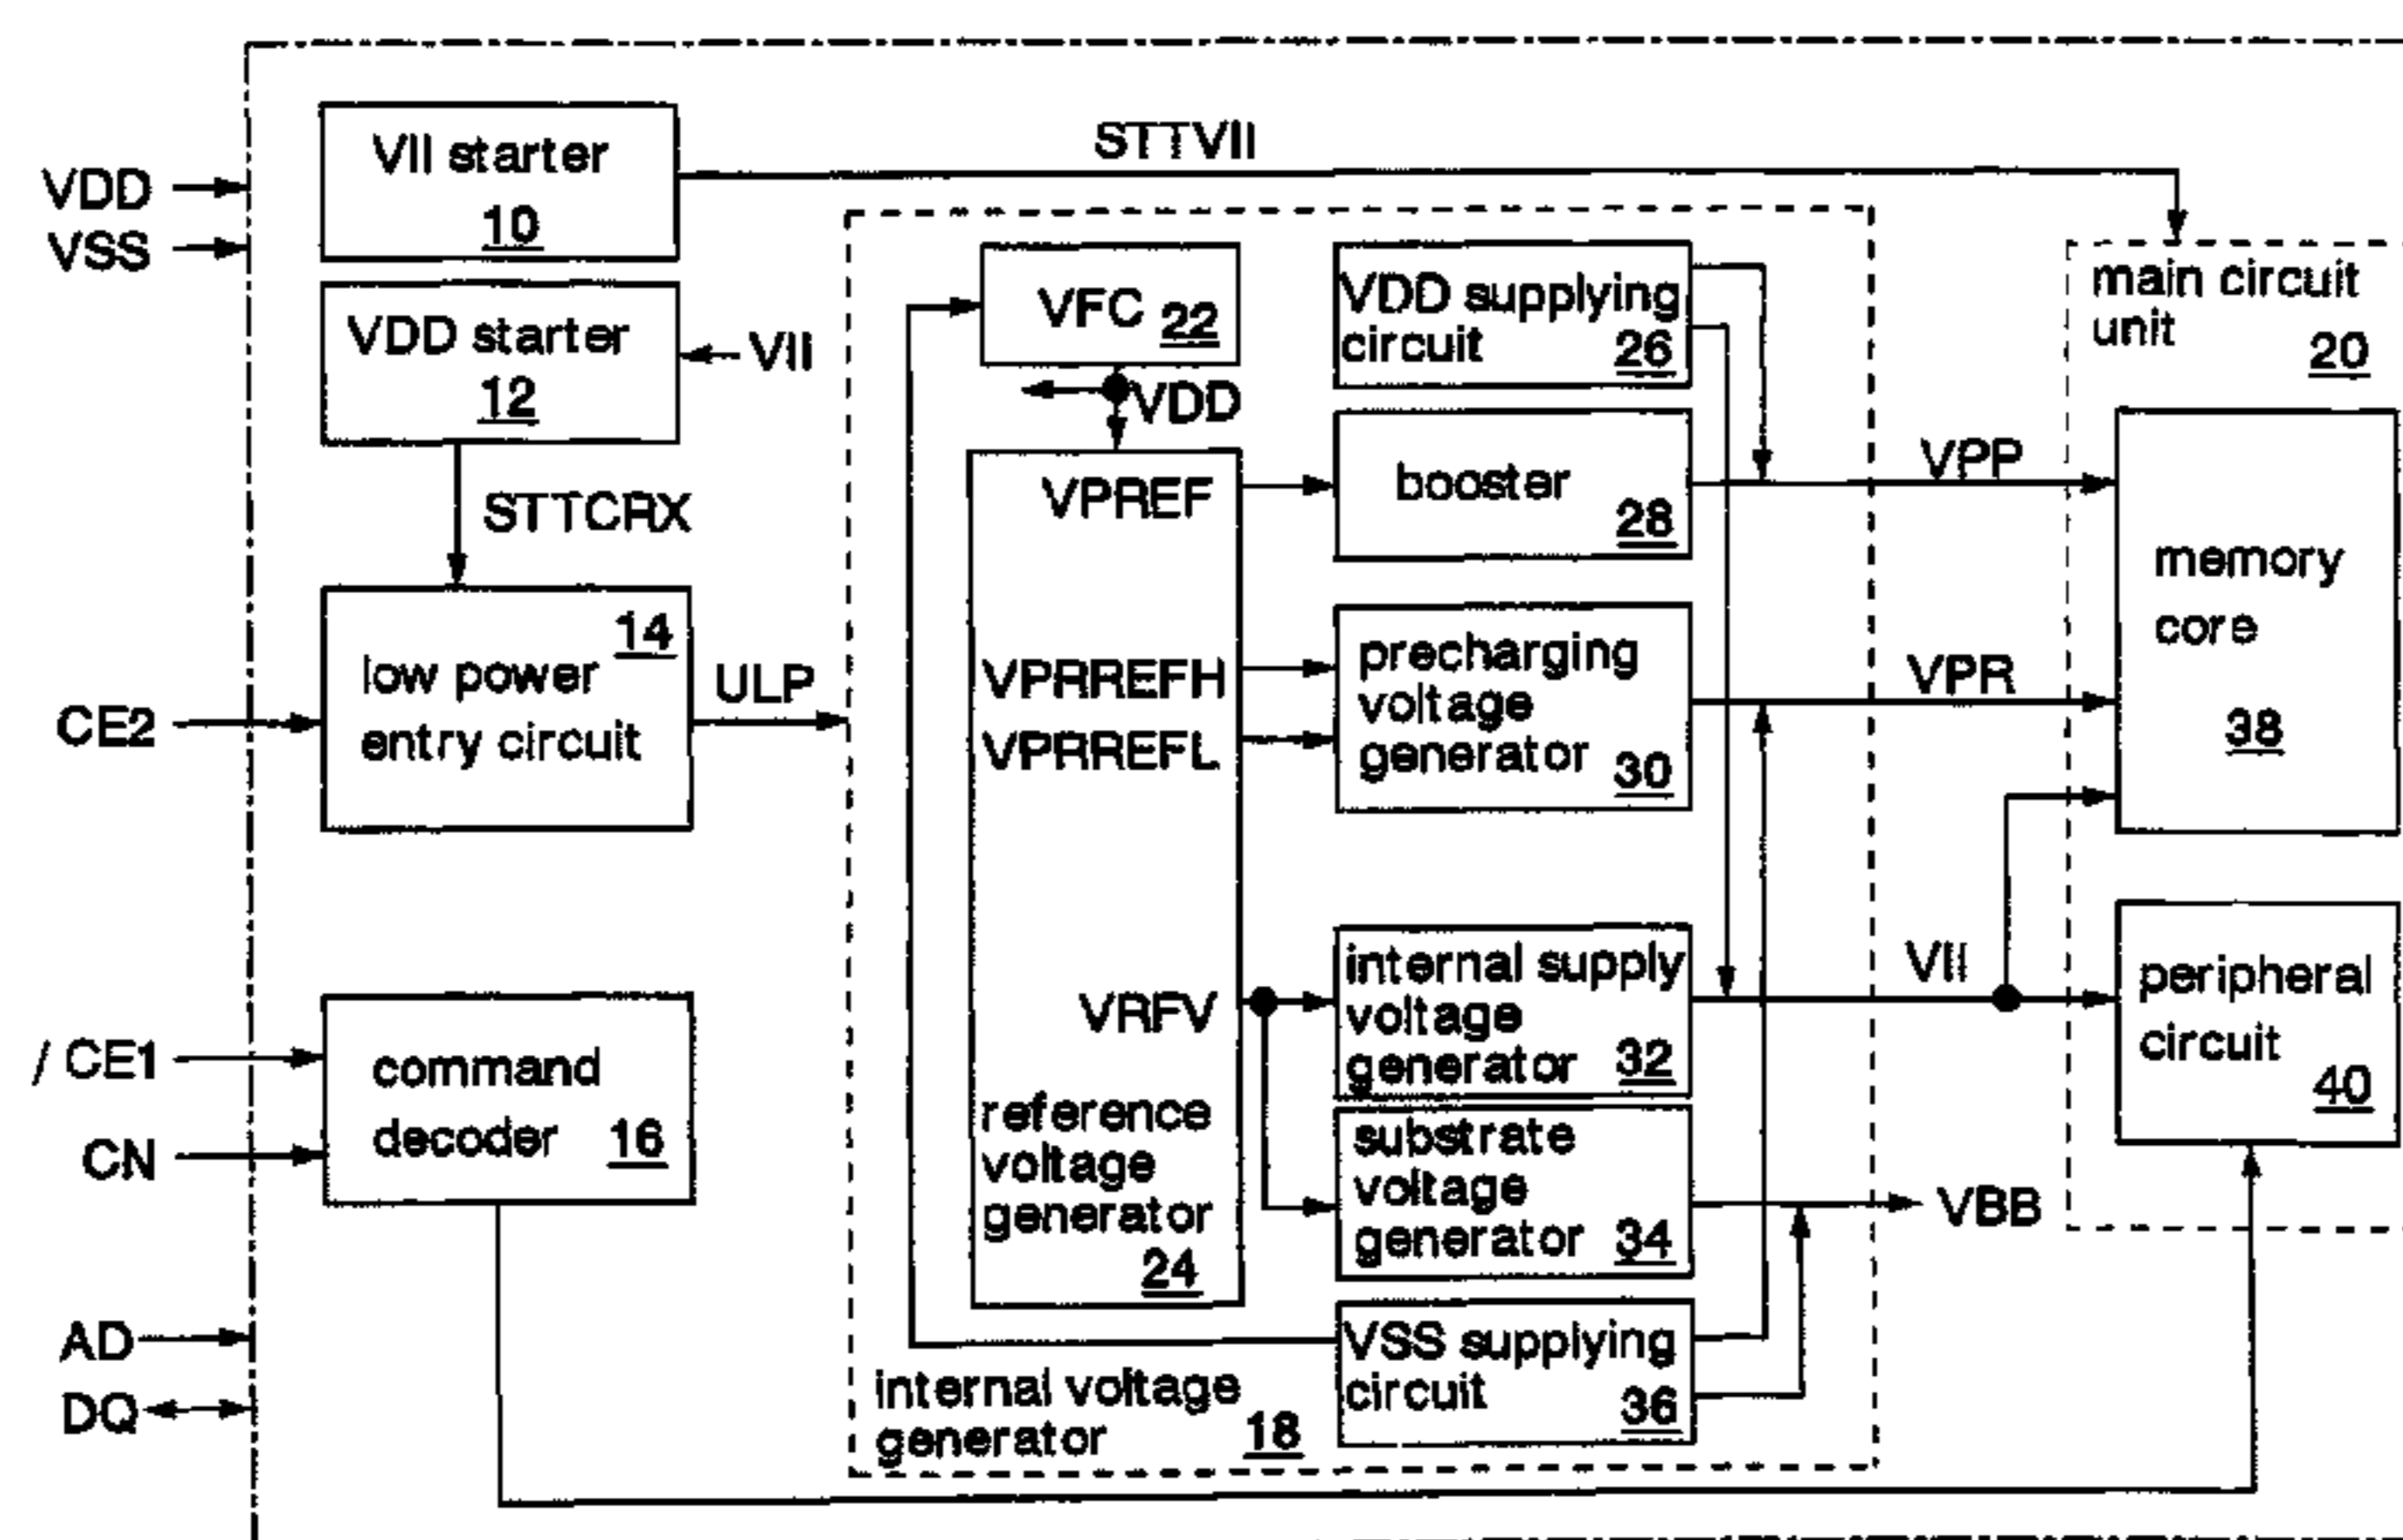 VDD
VSS
VII starter
10
STTVII
VDD starter
12
VII
STTCRX
CE2
14
low power
entry circuit
ULP
/ CE1
CN
command
decoder 16
AD
DQ
VFC 22
VDD
VPREF
VPRREFH
VPRREFL
VRFV
reference
voltage
generator
24
VDD supplying
circuit 26
booster
28
precharging
voltage
generator 30
internal supply
voltage
generator 32
substrate
voltage
generator 34
VSS supplying
circuit 36
internal voltage
generator 18
VPP
VPR
VII
VBB
main circuit
unit
20
memory
core
38
peripheral
circuit
40